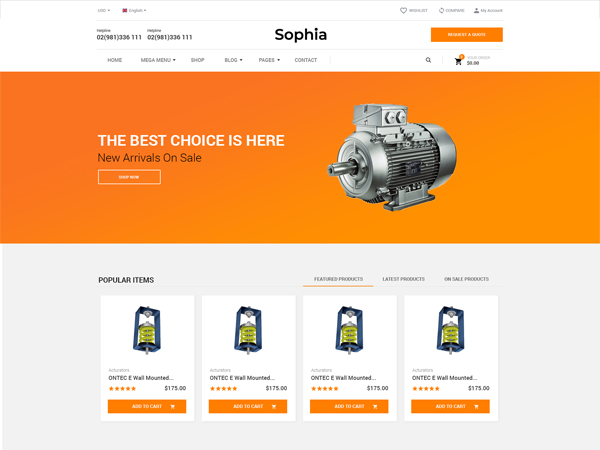 USD English WISHLIST COMPARE My Account
Helpline Helpline
02(981)336 111 02(981)336 111
Sophia
REQUEST A QUOTE
HOME MEGA MENU SHOP BLOG PAGES CONTACT
0 YOUR ORDER
$0.00
THE BEST CHOICE IS HERE
New Arrivals On Sale
SHOP NOW
POPULAR ITEMS FEATURED PRODUCTS LATEST PRODUCTS ON SALE PRODUCTS
Acturators Acturators Acturators Acturators
ONTEC E Wall Mounted... ONTEC E Wall Mounted... ONTEC E Wall Mounted... ONTEC E Wall Mounted...
$175.00 $175.00 $175.00 $175.00
ADD TO CART ADD TO CART ADD TO CART ADD TO CART